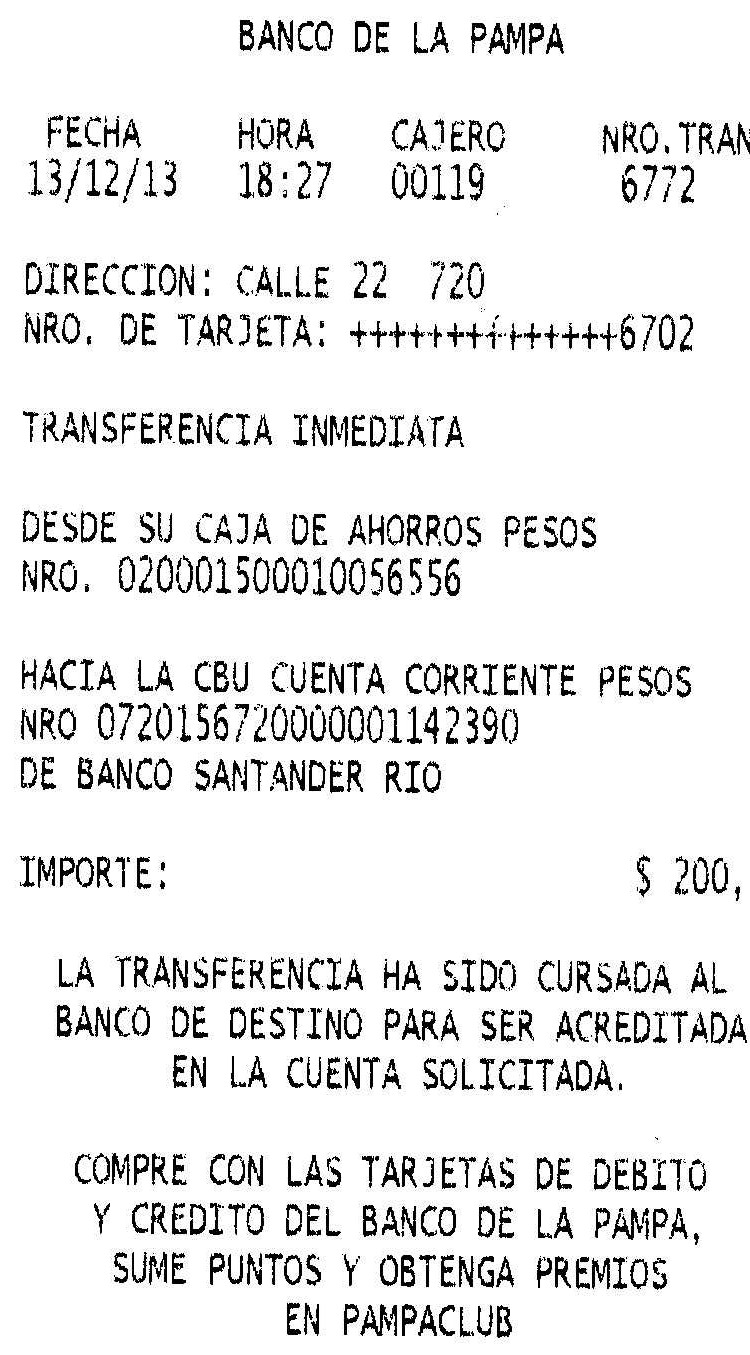 BANCO DE LA PAMPA
FECHA HORA CAJERO NRO.TRAN
13/12/13 18:27 00119 6772
DIRECCION: CALLE 22 720
NRO. DE TARJETA: ++++++++++++++6702
TRANSFERENCIA INMEDIATA
DESDE SU CAJA DE AHORROS PESOS
NRO. 020001500010056556
HACIA LA CBU CUENTA CORRIENTE PESOS
NRO 0720156720000001142390
DE BANCO SANTANDER RIO
IMPORTE: $ 200,
LA TRANSFERENCIA HA SIDO CURSADA AL
BANCO DE DESTINO PARA SER ACREDITADA
EN LA CUENTA SOLICITADA.
COMPRE CON LAS TARJETAS DE DEBITO
Y CREDITO DEL BANCO DE LA PAMPA,
SUME PUNTOS Y OBTENGA PREMIOS
EN PAMPACLUB